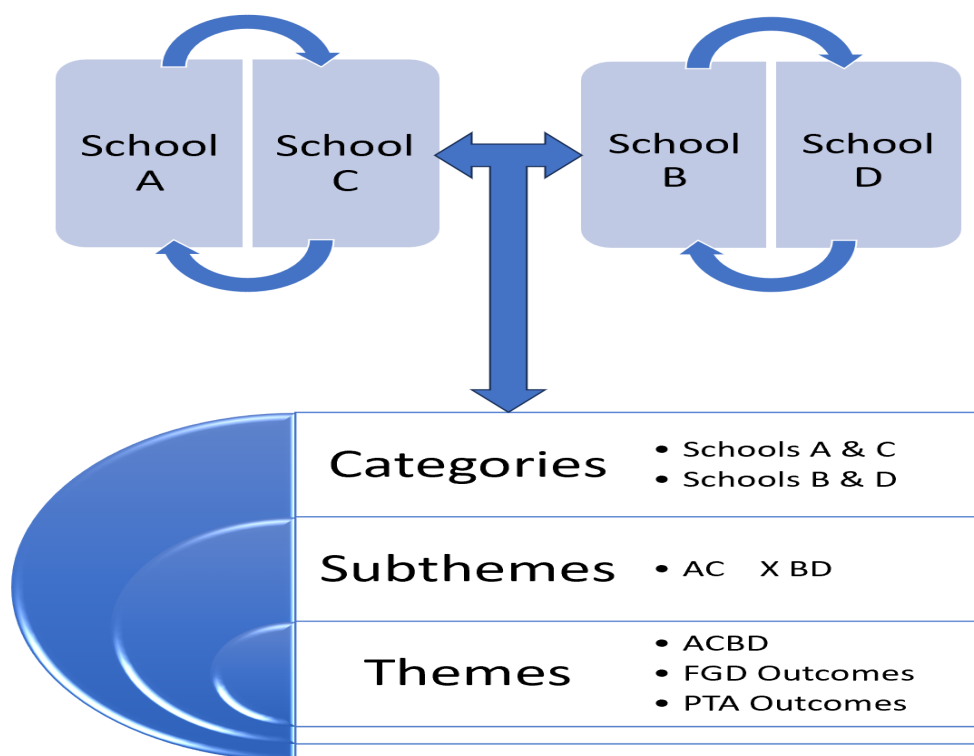 School
A
School
C
School
B
School
D
Categories
• Schools A & C
• Schools B & D
Subthemes
• AC X BD
Themes
• ACBD
• FGD Outcomes
• PTA Outcomes